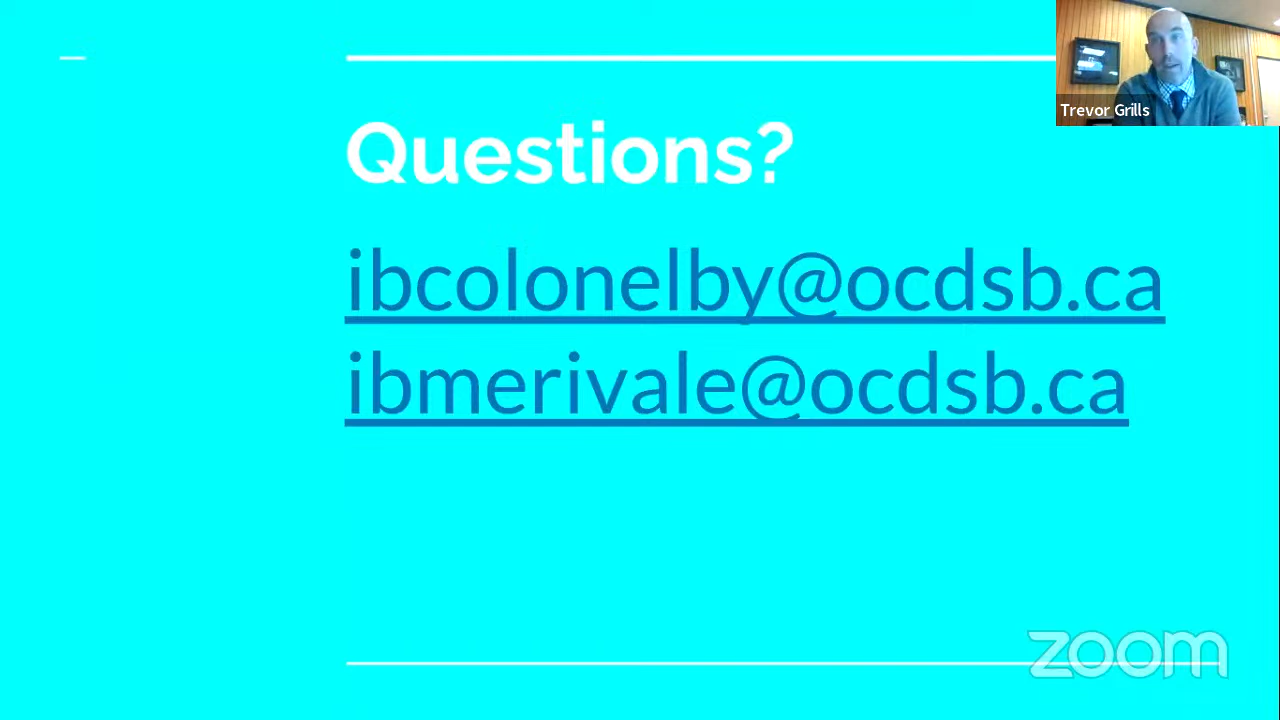 Trevor Grills
Questions?
ibcolonelby@ocdsb.ca
ibmerivale@ocdsb.ca
zoom